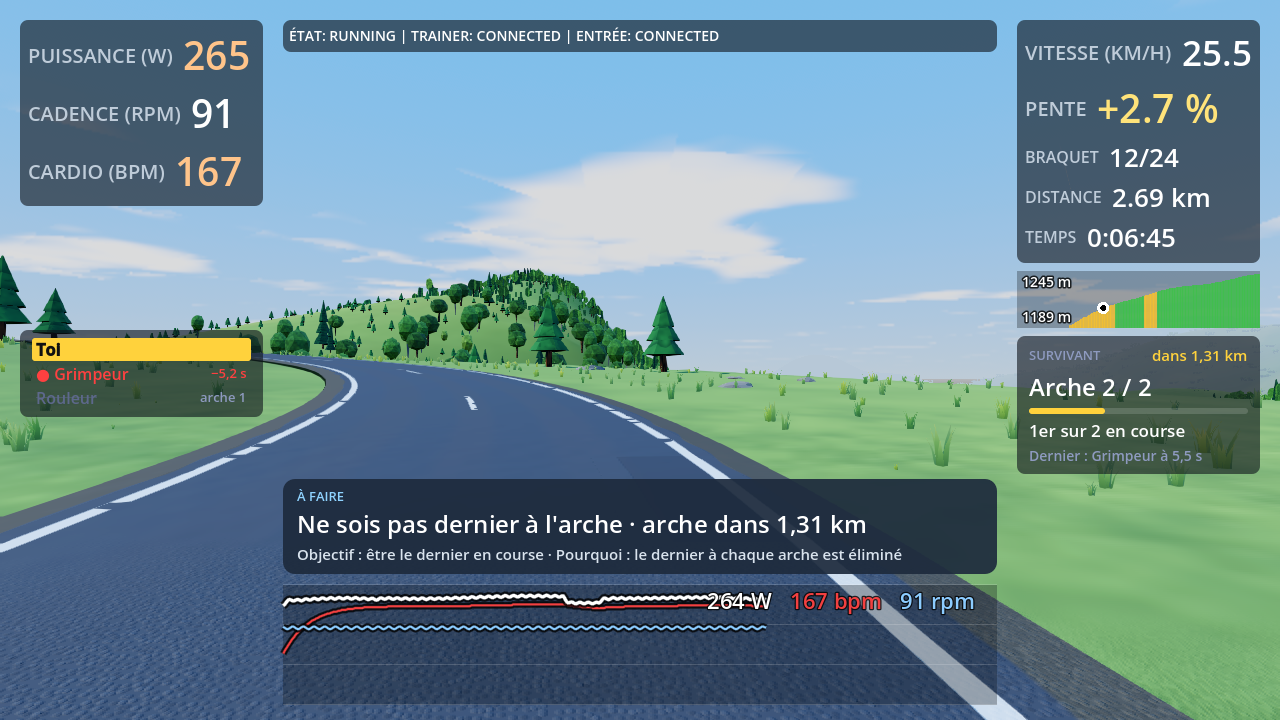 PUISSANCE (W) 265
CADENCE (RPM) 91
CARDIO (BPM) 167
ÉTAT: RUNNING | TRAINER: CONNECTED | ENTRÉE: CONNECTED
VITESSE (KM/H) 25.5
PENTE +2.7 %
BRAQUET 12/24
DISTANCE 2.69 km
TEMPS 0:06:45
1245 m
1189 m
Toi
Grimpeur −5,2 s
Rouleur arche 1
SURVIVANT dans 1,31 km
Arche 2 / 2
1er sur 2 en course
Dernier : Grimpeur à 5,5 s
À FAIRE
Ne sois pas dernier à l'arche · arche dans 1,31 km
Objectif : être le dernier en course · Pourquoi : le dernier à chaque arche est éliminé
264 W 167 bpm 91 rpm